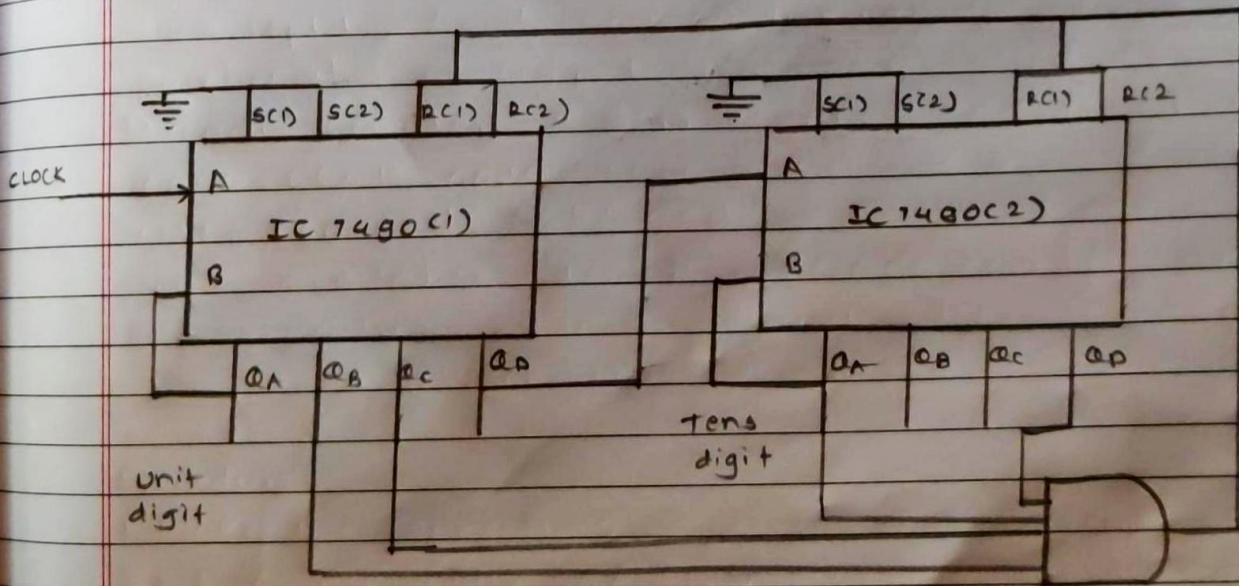 S(1) S(2) R(1) R(2) S(1) S(2) R(1) R(2
CLOCK A A
IC 7490(1) IC 7490(2)
B B
QA QB QC QD QA QB QC QD
Tens
digit
Unit
digit